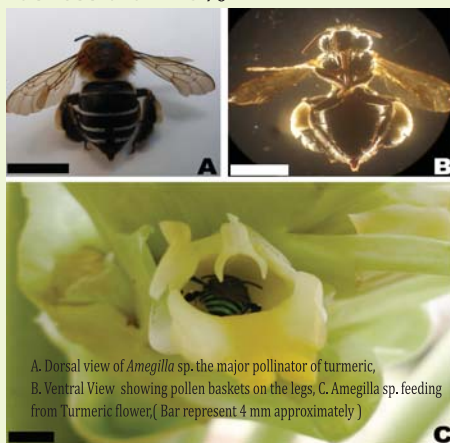 A
B
A. Dorsal view of Amegilla sp. the major pollinator of turmeric,
B. Ventral View showing pollen baskets on the legs, C. Amegilla sp. feeding
from Turmeric flower,( Bar represent 4 mm approximately )
C